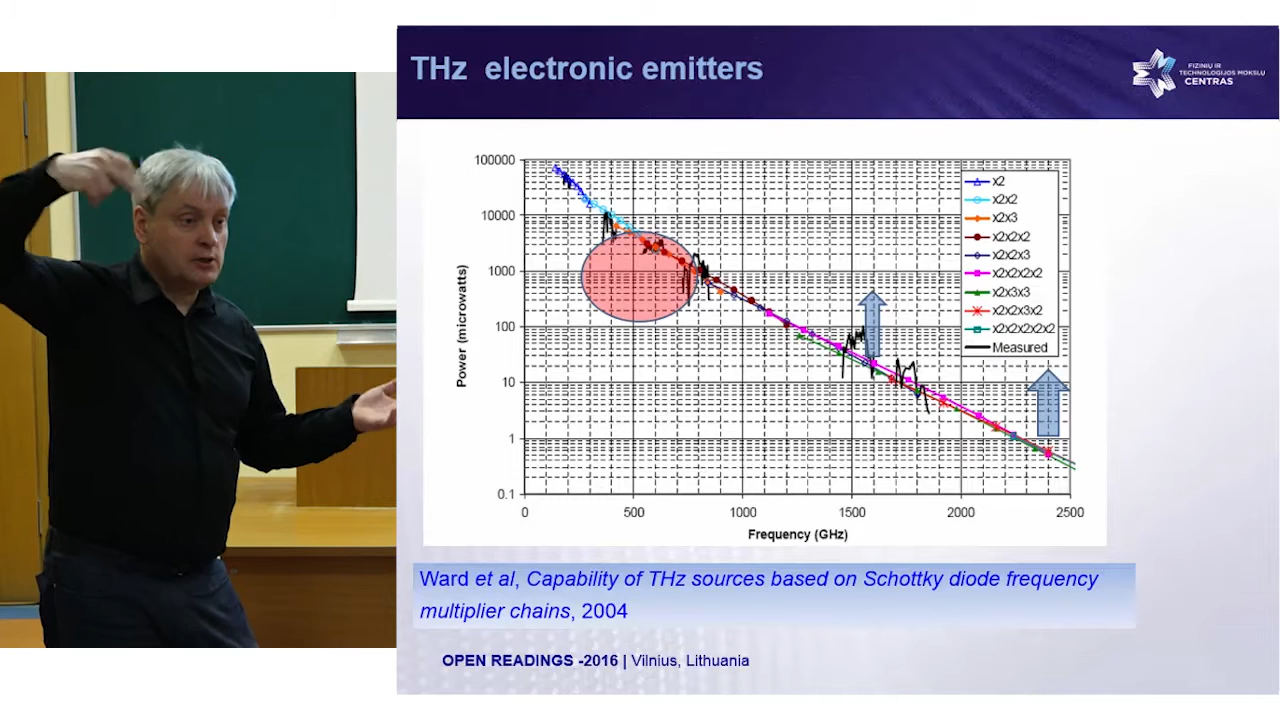 THz electronic emitters
FIZINIŲ IR
TECHNOLOGIJOS MOKSLŲ
CENTRAS
100000
10000
1000
100
10
1
0.1
Power (microwatts)
x2
x2x2
x2x3
x2x2x2
x2x2x3
x2x2x2x2
x2x3x3
x2x2x3x2
x2x2x2x2x2
Measured
0 500 1000 1500 2000 2500
Frequency (GHz)
Ward et al, Capability of THz sources based on Schottky diode frequency
multiplier chains, 2004
OPEN READINGS -2016 | Vilnius, Lithuania